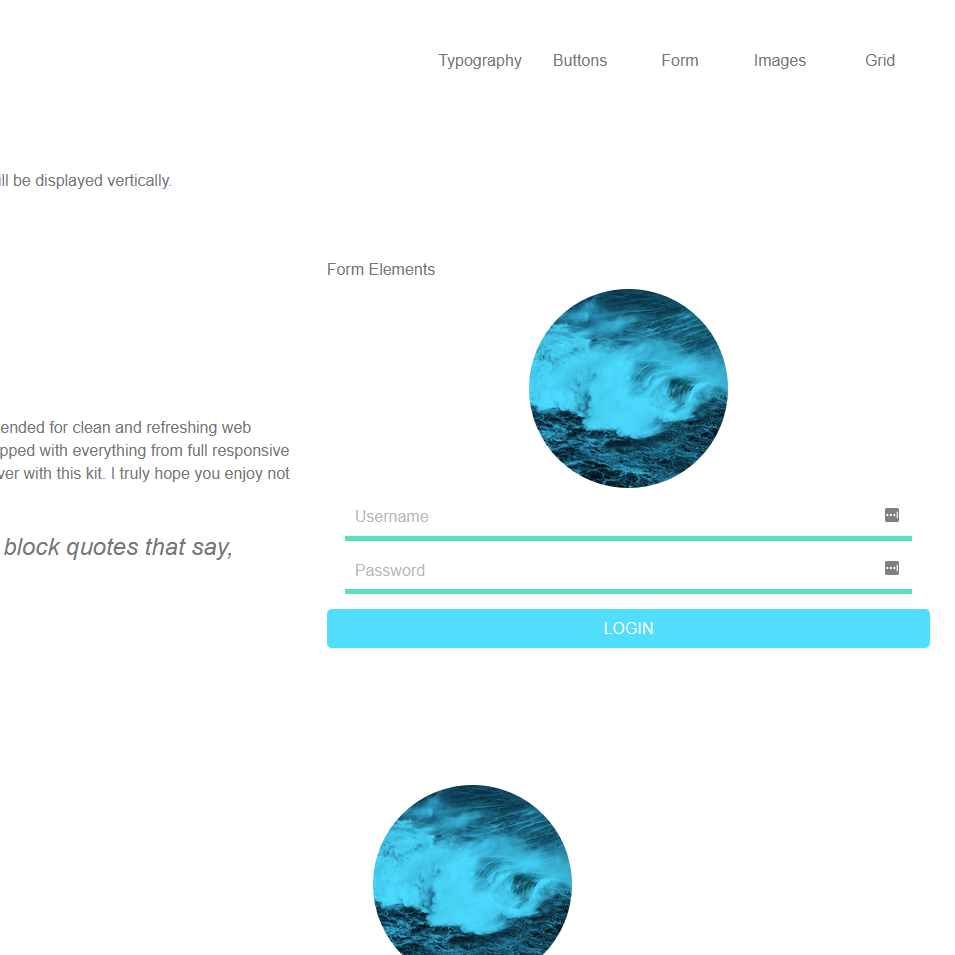 Typography Buttons Form Images Grid
ill be displayed vertically.
Form Elements
ended for clean and refreshing web
pped with everything from full responsive
ver with this kit. I truly hope you enjoy not
block quotes that say,
Username
Password
LOGIN